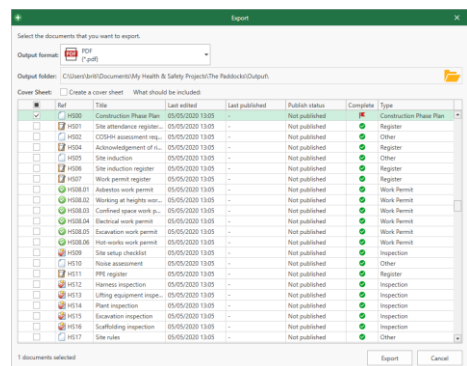 Export
Select the documents that you want to export.
Output format: PDF (*.pdf)
Output folder: C:\Users\briti\Documents\My Health & Safety Projects\The Paddocks\Output\
Cover Sheet: Create a cover sheet What should be included:
Ref Title Last edited Last published Publish status Complete Type
HS00 Construction Phase Plan 05/05/2020 13:05 - Not published Construction Phase Plan
HS01 Site attendance register... 05/05/2020 13:05 - Not published Register
HS02 COSHH assessment req... 05/05/2020 13:05 - Not published Other
HS04 Acknowledgement of ri... 05/05/2020 13:05 - Not published Register
HS05 Site induction 05/05/2020 13:05 - Not published Other
HS06 Site induction register 05/05/2020 13:05 - Not published Register
HS07 Work permit register 05/05/2020 13:05 - Not published Register
HS08.01 Asbestos work permit 05/05/2020 13:05 - Not published Work Permit
HS08.02 Working at heights wor... 05/05/2020 13:05 - Not published Work Permit
HS08.03 Confined space work p... 05/05/2020 13:05 - Not published Work Permit
HS08.04 Electrical work permit 05/05/2020 13:05 - Not published Work Permit
HS08.05 Excavation work permit 05/05/2020 13:05 - Not published Work Permit
HS08.06 Hot-works work permit 05/05/2020 13:05 - Not published Work Permit
HS09 Site setup checklist 05/05/2020 13:05 - Not published Inspection
HS10 Noise assessment 05/05/2020 13:05 - Not published Other
HS11 PPE register 05/05/2020 13:05 - Not published Register
HS12 Harness inspection 05/05/2020 13:05 - Not published Inspection
HS13 Lifting equipment inspe... 05/05/2020 13:05 - Not published Inspection
HS14 Plant inspection 05/05/2020 13:05 - Not published Inspection
HS15 Excavation inspection 05/05/2020 13:05 - Not published Inspection
HS16 Scaffolding inspection 05/05/2020 13:05 - Not published Inspection
HS17 Site rules 05/05/2020 13:05 - Not published Other
1 documents selected Export Cancel